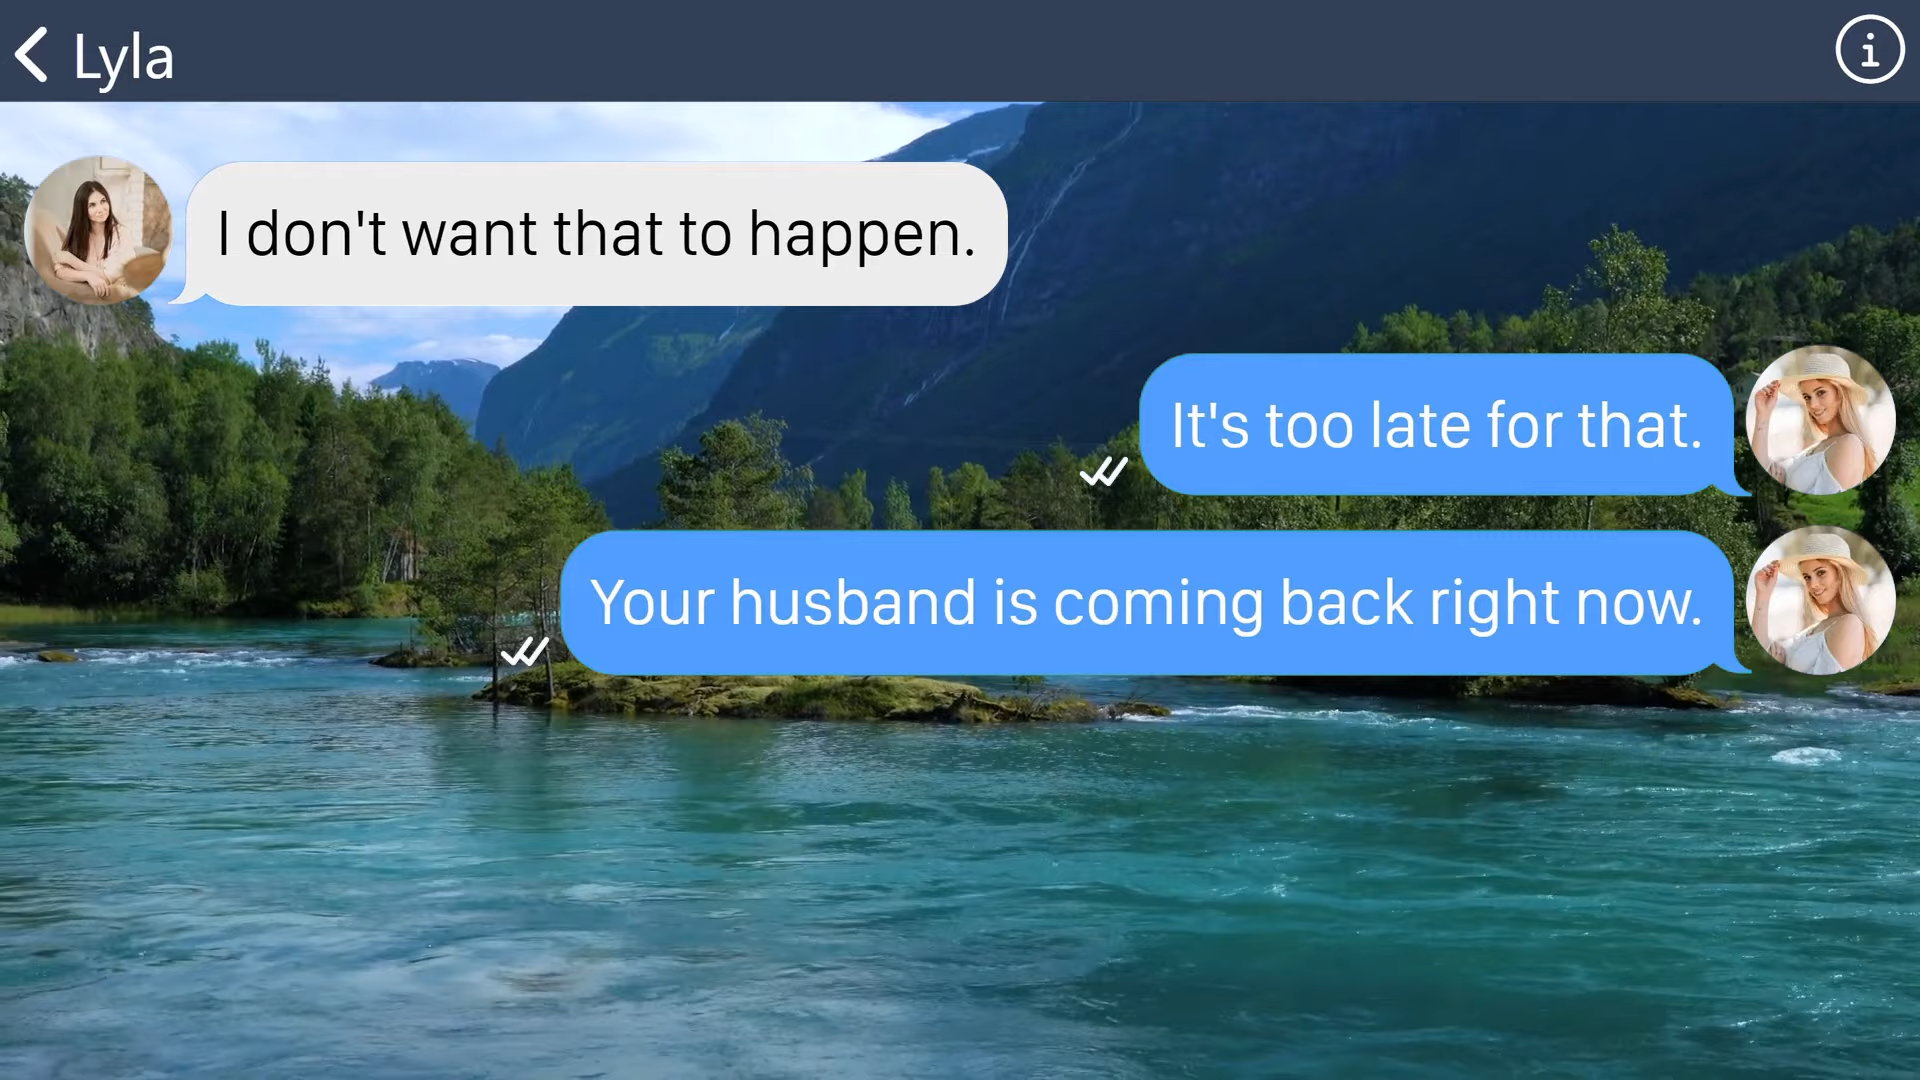 Lyla
I don't want that to happen.
It's too late for that.
Your husband is coming back right now.